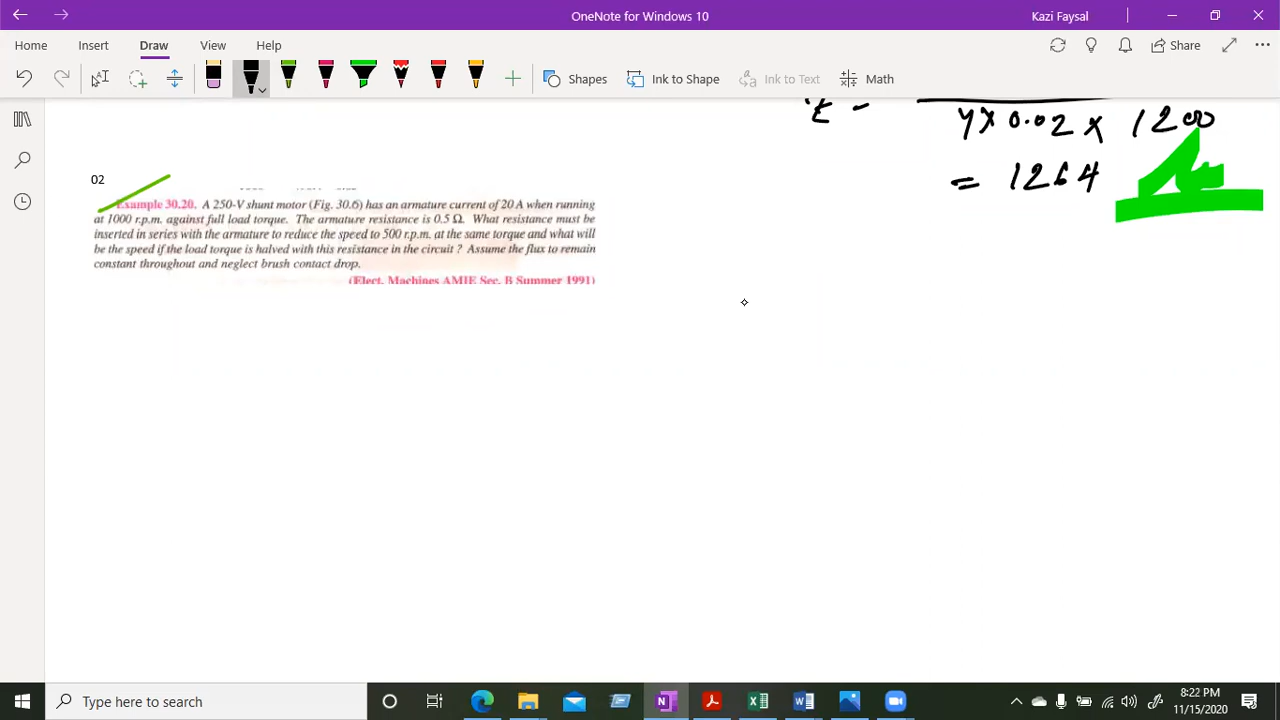 OneNote for Windows 10
Kazi Faysal
Home Insert Draw View Help
Share
Shapes Ink to Shape Ink to Text Math
4 x 0.02 x 1200
= 1264
02
Example 30.20. A 250-V shunt motor (Fig. 30.6) has an armature current of 20 A when running
at 1000 r.p.m. against full load torque. The armature resistance is 0.5 Ω. What resistance must be
inserted in series with the armature to reduce the speed to 500 r.p.m. at the same torque and what will
be the speed if the load torque is halved with this resistance in the circuit ? Assume the flux to remain
constant throughout and neglect brush contact drop.
(Elect. Machines AMIE Sec. B Summer 1991)
Type here to search
8:22 PM
11/15/2020